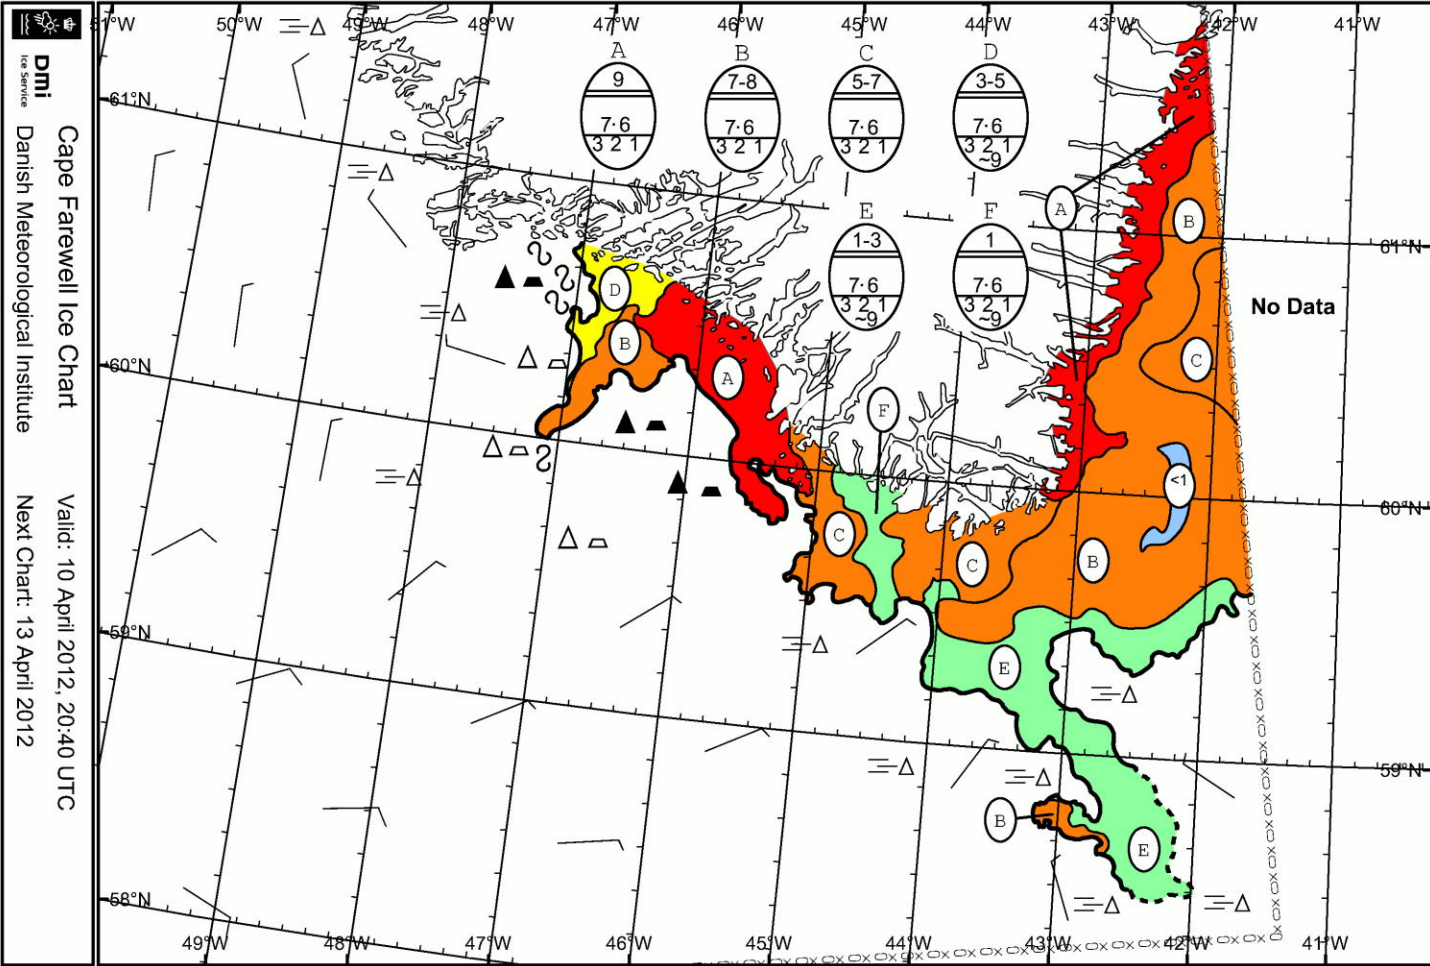 Cape Farewell Ice Chart
Valid: 10 April 2012, 20:40 UTC
DMI
Ice Service
Danish Meteorological Institute
Next Chart: 13 April 2012
51°W
50°W
49°W
48°W
47°W
46°W
45°W
44°W
43°W
42°W
41°W
A
9
7·6
3 2 1
B
7-8
7·6
3 2 1
C
5-7
7·6
3 2 1
D
3-5
7·6
3 2 1
~9
E
1-3
7·6
3 2 1
~9
F
1
7·6
3 2 1
~9
61°N
61°N
A
B
D
No Data
B
C
A
F
60°N
60°N
<1
C
C
B
59°N
E
59°N
B
E
58°N
49°W
48°W
47°W
46°W
45°W
44°W
43°W
42°W
41°W